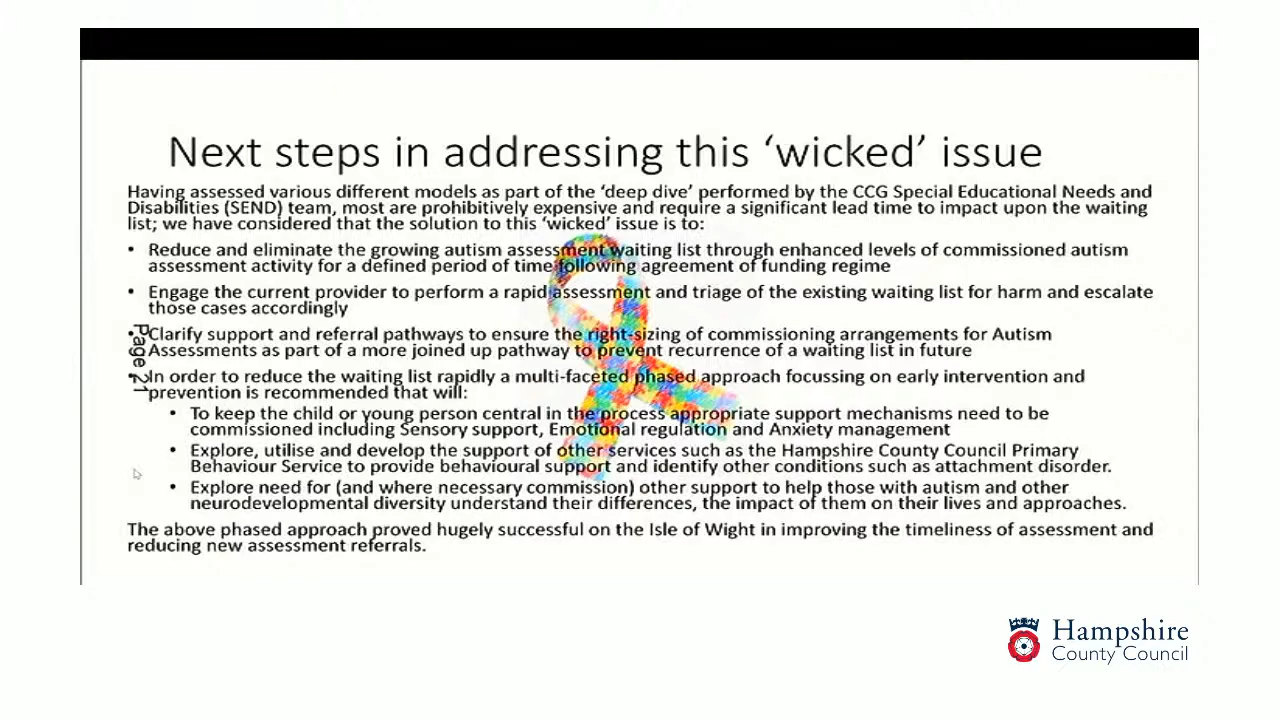 Next steps in addressing this ‘wicked’ issue
Having assessed various different models as part of the ‘deep dive’ performed by the CCG Special Educational Needs and
Disabilities (SEND) team, most are prohibitively expensive and require a significant lead time to impact upon the waiting
list; we have considered that the solution to this ‘wicked’ issue is to:
• Reduce and eliminate the growing autism assessment waiting list through enhanced levels of commissioned autism
assessment activity for a defined period of time following agreement of funding regime
• Engage the current provider to perform a rapid assessment and triage of the existing waiting list for harm and escalate
those cases accordingly
• Clarify support and referral pathways to ensure the right-sizing of commissioning arrangements for Autism
Assessments as part of a more joined up pathway to prevent recurrence of a waiting list in future
• In order to reduce the waiting list rapidly a multi-faceted phased approach focussing on early intervention and
prevention is recommended that will:
• To keep the child or young person central in the process appropriate support mechanisms need to be
commissioned including Sensory support, Emotional regulation and Anxiety management
• Explore, utilise and develop the support of other services such as the Hampshire County Council Primary
Behaviour Service to provide behavioural support and identify other conditions such as attachment disorder.
• Explore need for (and where necessary commission) other support to help those with autism and other
neurodevelopmental diversity understand their differences, the impact of them on their lives and approaches.
The above phased approach proved hugely successful on the Isle of Wight in improving the timeliness of assessment and
reducing new assessment referrals.
Page 21
Hampshire
County Council